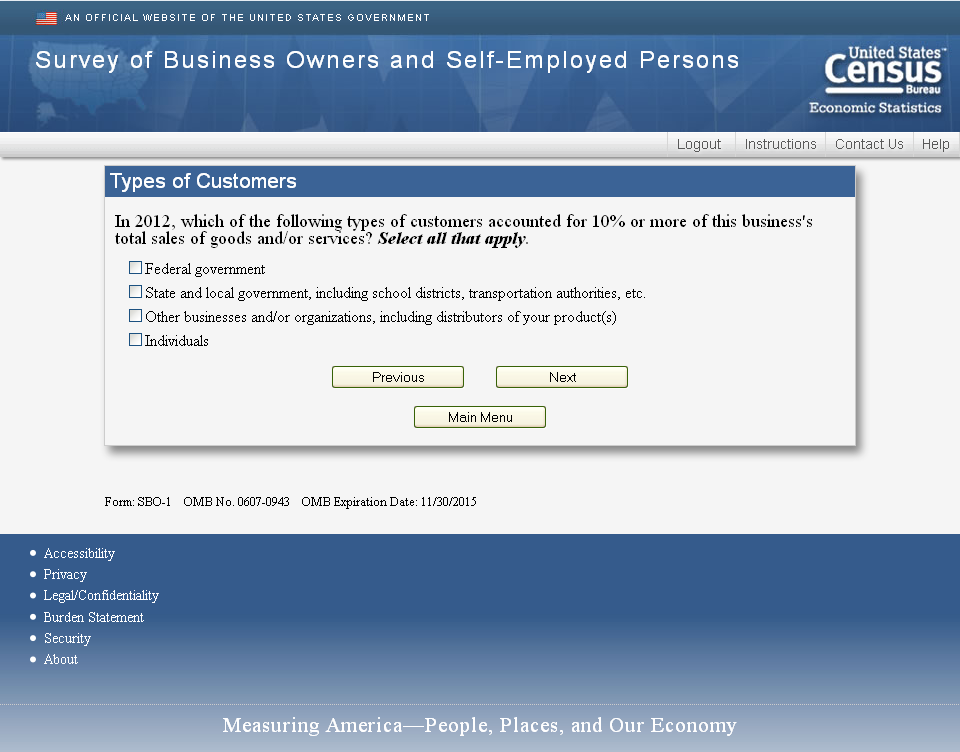 AN OFFICIAL WEBSITE OF THE UNITED STATES GOVERNMENT
Survey of Business Owners and Self-Employed Persons
United States™
Census
Bureau
Economic Statistics
Logout Instructions Contact Us Help
Types of Customers
In 2012, which of the following types of customers accounted for 10% or more of this business's
total sales of goods and/or services? Select all that apply.
Federal government
State and local government, including school districts, transportation authorities, etc.
Other businesses and/or organizations, including distributors of your product(s)
Individuals
Previous Next
Main Menu
Form: SBO-1 OMB No. 0607-0943 OMB Expiration Date: 11/30/2015
Accessibility
Privacy
Legal/Confidentiality
Burden Statement
Security
About
Measuring America—People, Places, and Our Economy